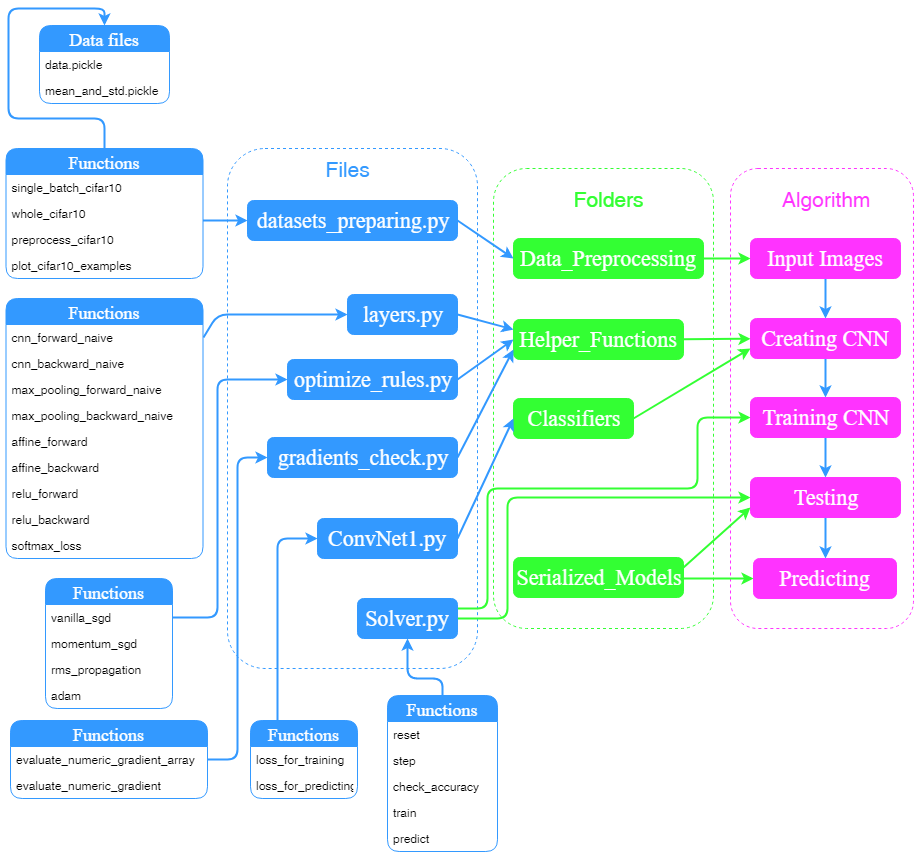 Data files
data.pickle
mean_and_std.pickle
Functions
single_batch_cifar10
whole_cifar10
preprocess_cifar10
plot_cifar10_examples
Functions
cnn_forward_naive
cnn_backward_naive
max_pooling_forward_naive
max_pooling_backward_naive
affine_forward
affine_backward
relu_forward
relu_backward
softmax_loss
Functions
vanilla_sgd
momentum_sgd
rms_propagation
adam
Functions
evaluate_numeric_gradient_array
evaluate_numeric_gradient
Functions
loss_for_training
loss_for_predicting
Functions
reset
step
check_accuracy
train
predict
Files
datasets_preparing.py
layers.py
optimize_rules.py
gradients_check.py
ConvNet1.py
Solver.py
Folders
Data_Preprocessing
Helper_Functions
Classifiers
Serialized_Models
Algorithm
Input Images
Creating CNN
Training CNN
Testing
Predicting